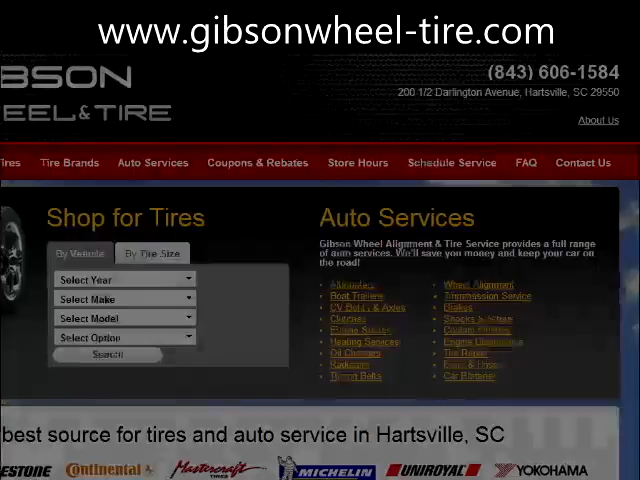 www.gibsonwheel-tire.com
BSON
EEL & TIRE
(843) 606-1584
200 1/2 Darlington Avenue, Hartsville, SC 29550
About Us
Tires
Tire Brands
Auto Services
Coupons & Rebates
Store Hours
Schedule Service
FAQ
Contact Us
Shop for Tires
By Vehicle
By Tire Size
Select Year
Select Make
Select Model
Select Option
Search
Auto Services
Gibson Wheel Alignment & Tire Service provides a full range
of auto services. We'll save you money and keep your car on
the road!
Alternators
Boat Trailers
CV Boots & Axles
Clutches
Heating Services
Oil Changes
Radiators
Timing Belts
Wheel Alignment
Transmission Service
Brakes
Shocks & Struts
Engine Diagnostics
Tire Repair
Car Batteries
best source for tires and auto service in Hartsville, SC
ESTONE
Continental
Mastercraft
TIRES
MICHELIN
UNIROYAL
YOKOHAMA